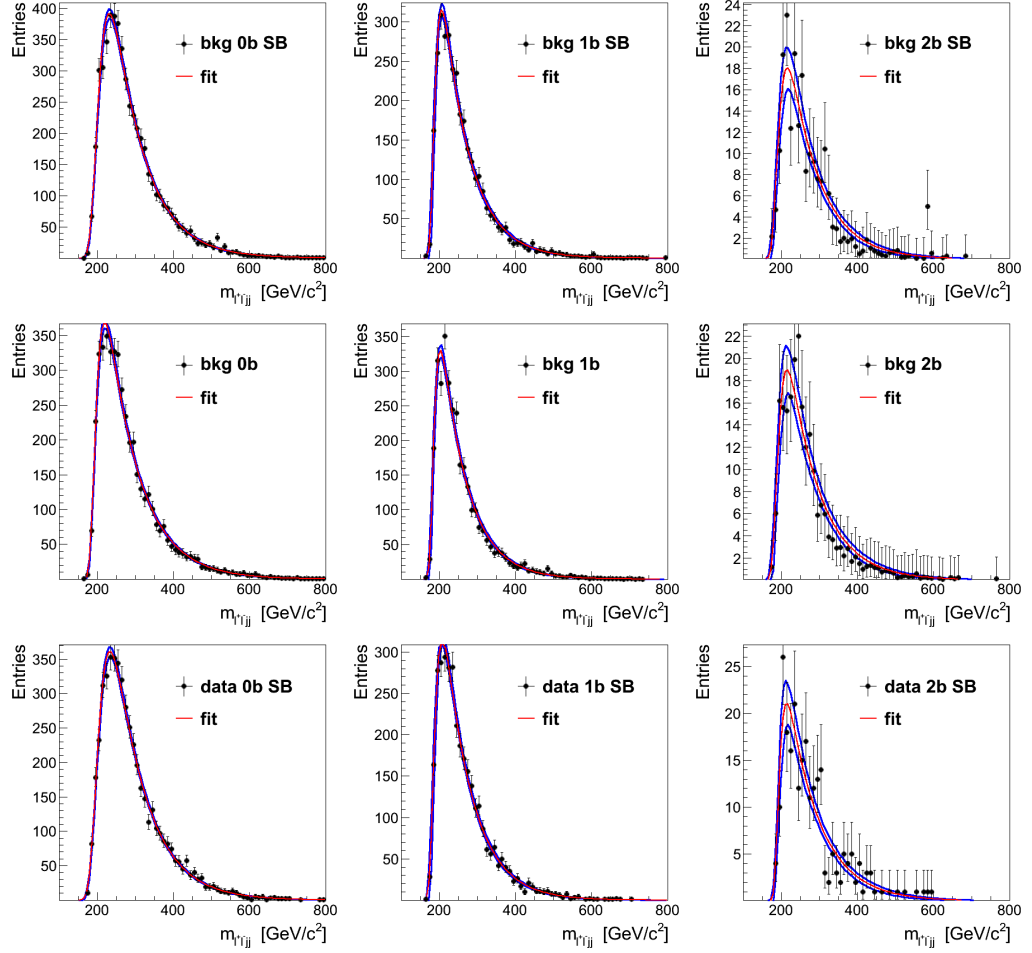 Entries
400
350
300
250
200
150
100
50
bkg 0b SB
fit
200 400 600 800
m_{l+l-jj} [GeV/c²]
Entries
300
250
200
150
100
50
bkg 1b SB
fit
200 400 600 800
m_{l+l-jj} [GeV/c²]
Entries
24
22
20
18
16
14
12
10
8
6
4
2
bkg 2b SB
fit
200 400 600 800
m_{l+l-jj} [GeV/c²]
Entries
350
300
250
200
150
100
50
bkg 0b
fit
200 400 600 800
m_{l+l-jj} [GeV/c²]
Entries
350
300
250
200
150
100
50
bkg 1b
fit
200 400 600 800
m_{l+l-jj} [GeV/c²]
Entries
22
20
18
16
14
12
10
8
6
4
2
bkg 2b
fit
200 400 600 800
m_{l+l-jj} [GeV/c²]
Entries
350
300
250
200
150
100
50
data 0b SB
fit
200 400 600 800
m_{l+l-jj} [GeV/c²]
Entries
300
250
200
150
100
50
data 1b SB
fit
200 400 600 800
m_{l+l-jj} [GeV/c²]
Entries
25
20
15
10
5
data 2b SB
fit
200 400 600 800
m_{l+l-jj} [GeV/c²]